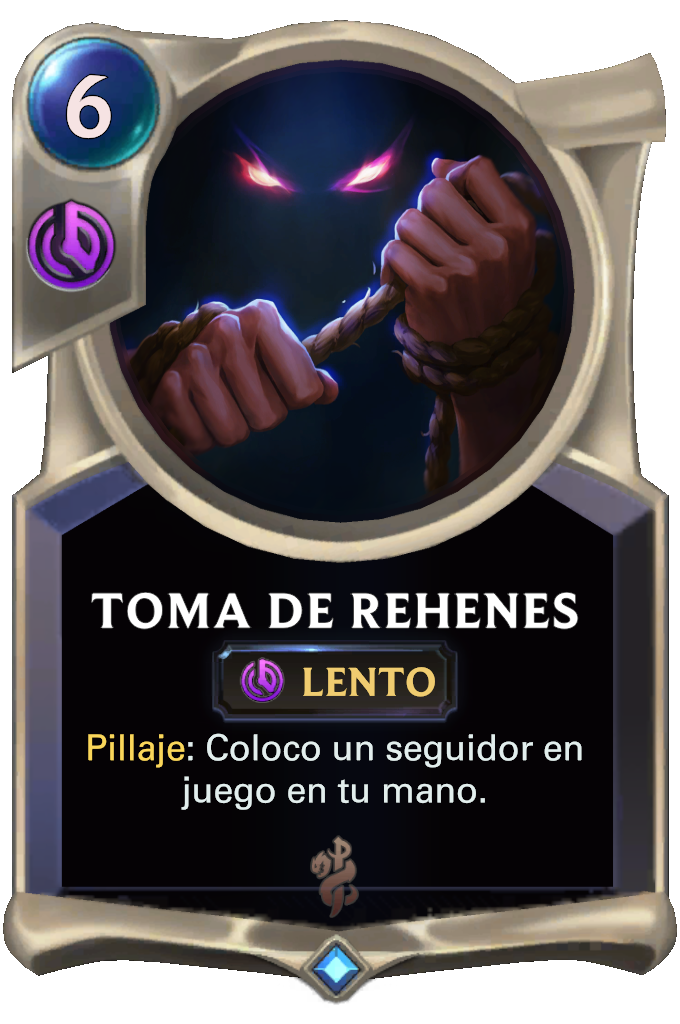 6
TOMA DE REHENES
LENTO
Pillaje: Coloco un seguidor en
juego en tu mano.